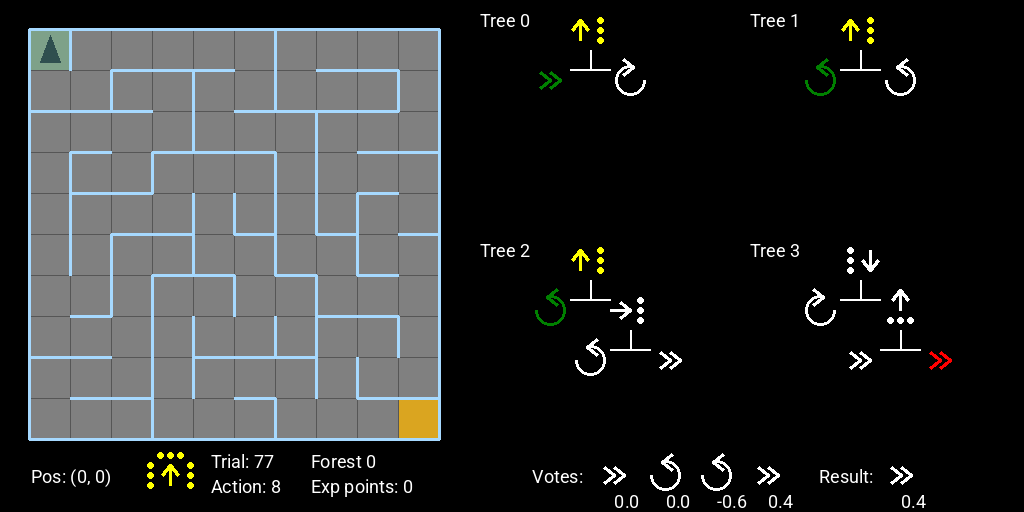 Tree 0
Tree 1
Tree 2
Tree 3
Pos: (0, 0)
Trial: 77
Forest 0
Action: 8
Exp points: 0
Votes:
Result:
0.0
0.0
-0.6
0.4
0.4